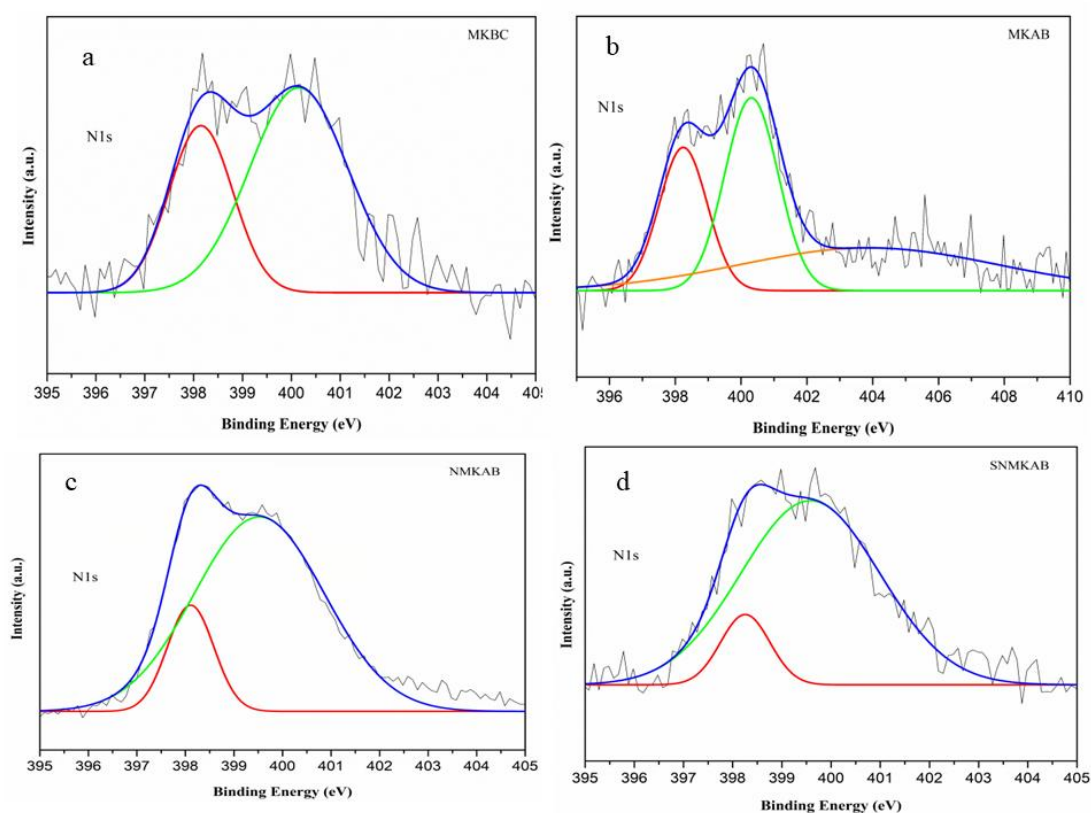 a
MKBC
N1s
Intensity (a.u.)
395 396 397 398 399 400 401 402 403 404 405
Binding Energy (eV)
b
MKAB
N1s
Intensity (a.u.)
396 398 400 402 404 406 408 410
Binding Energy (eV)
c
NMKAB
N1s
Intensity (a.u.)
395 396 397 398 399 400 401 402 403 404 405
Binding Energy (eV)
d
SNMKAB
N1s
Intensity (a.u.)
395 396 397 398 399 400 401 402 403 404 405
Binding Energy (eV)